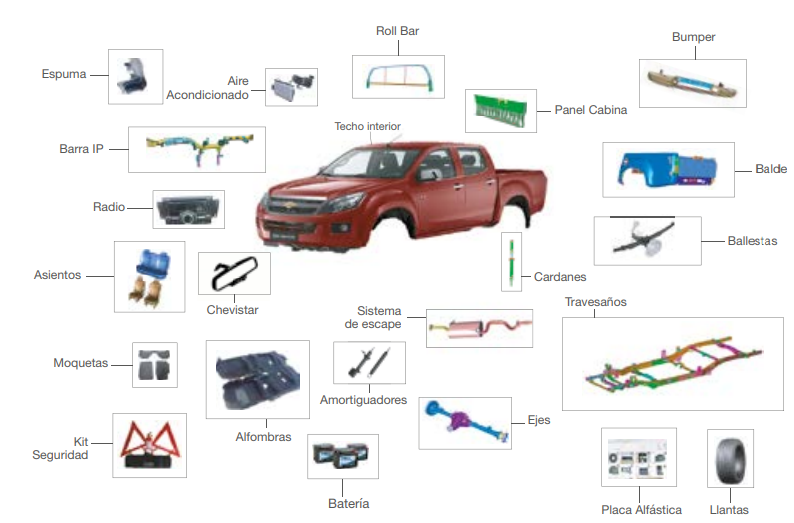 Roll Bar
Bumper
Espuma
Aire
Acondicionado
Panel Cabina
Techo interior
Barra IP
Balde
Radio
Ballestas
Asientos
Cardanes
Chevistar
Travesaños
Sistema
de escape
Moquetas
Amortiguadores
Ejes
Alfombras
Kit
Seguridad
Batería
Placa Alfástica
Llantas